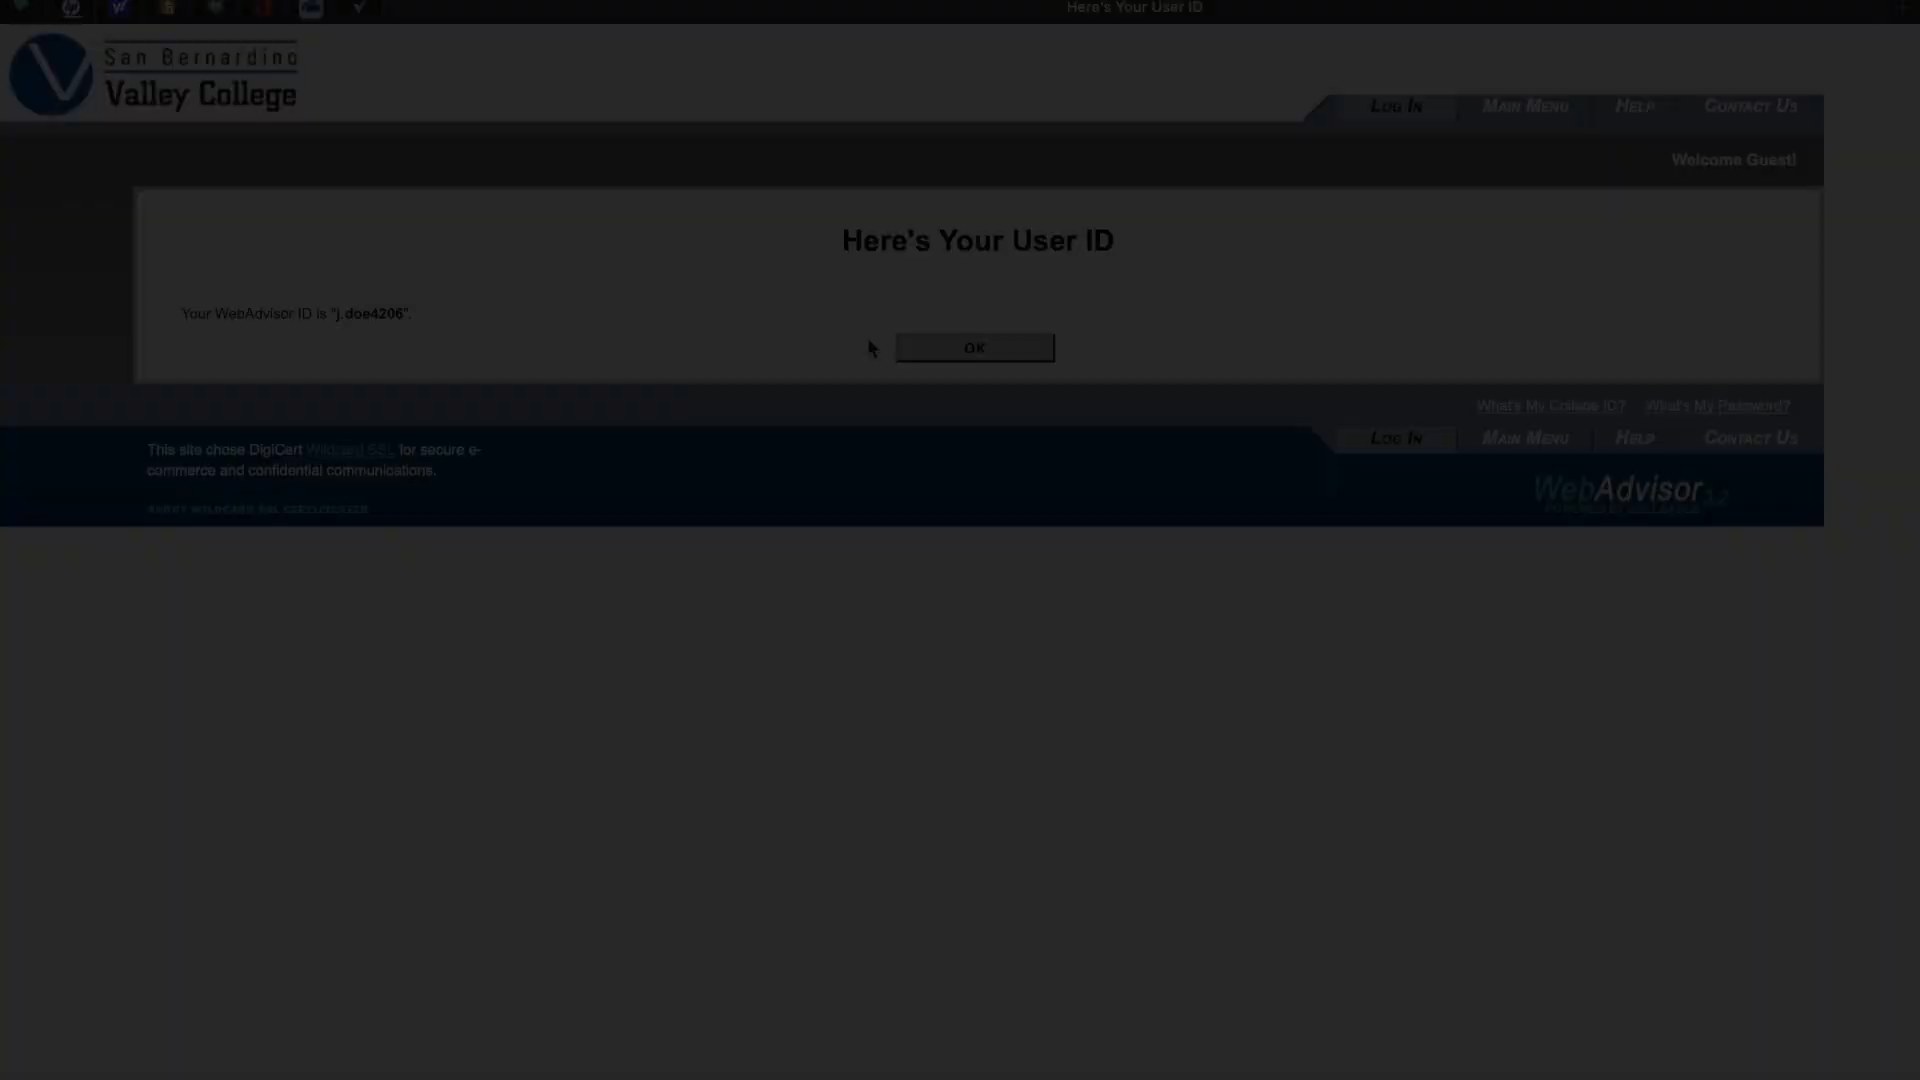 Here's Your User ID
San Bernardino
Valley College
LOG IN MAIN MENU HELP CONTACT US
Welcome Guest!
Here's Your User ID
Your WebAdvisor ID is "j.doe4206".
OK
What's My College ID? What's My Password?
LOG IN MAIN MENU HELP CONTACT US
This site chose DigiCert Wildcard SSL for secure e-
commerce and confidential communications.
WebAdvisor 3.2